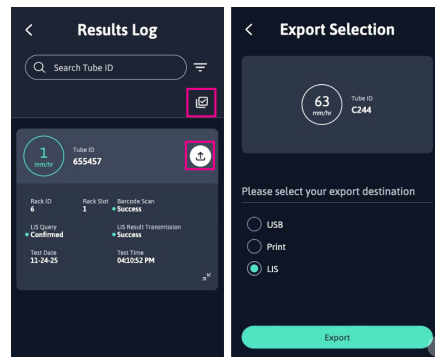 Results Log
Search Tube ID
1
mm/hr
Tube ID
655457
Rack ID
6
Rack Slot
1
Barcode Scan
Success
LIS Query
Confirmed
LIS Result Transmission
Success
Test Date
11-24-25
Test Time
04:10:52 PM
Export Selection
63
mm/hr
Tube ID
C244
Please select your export destination
USB
Print
LIS
Export